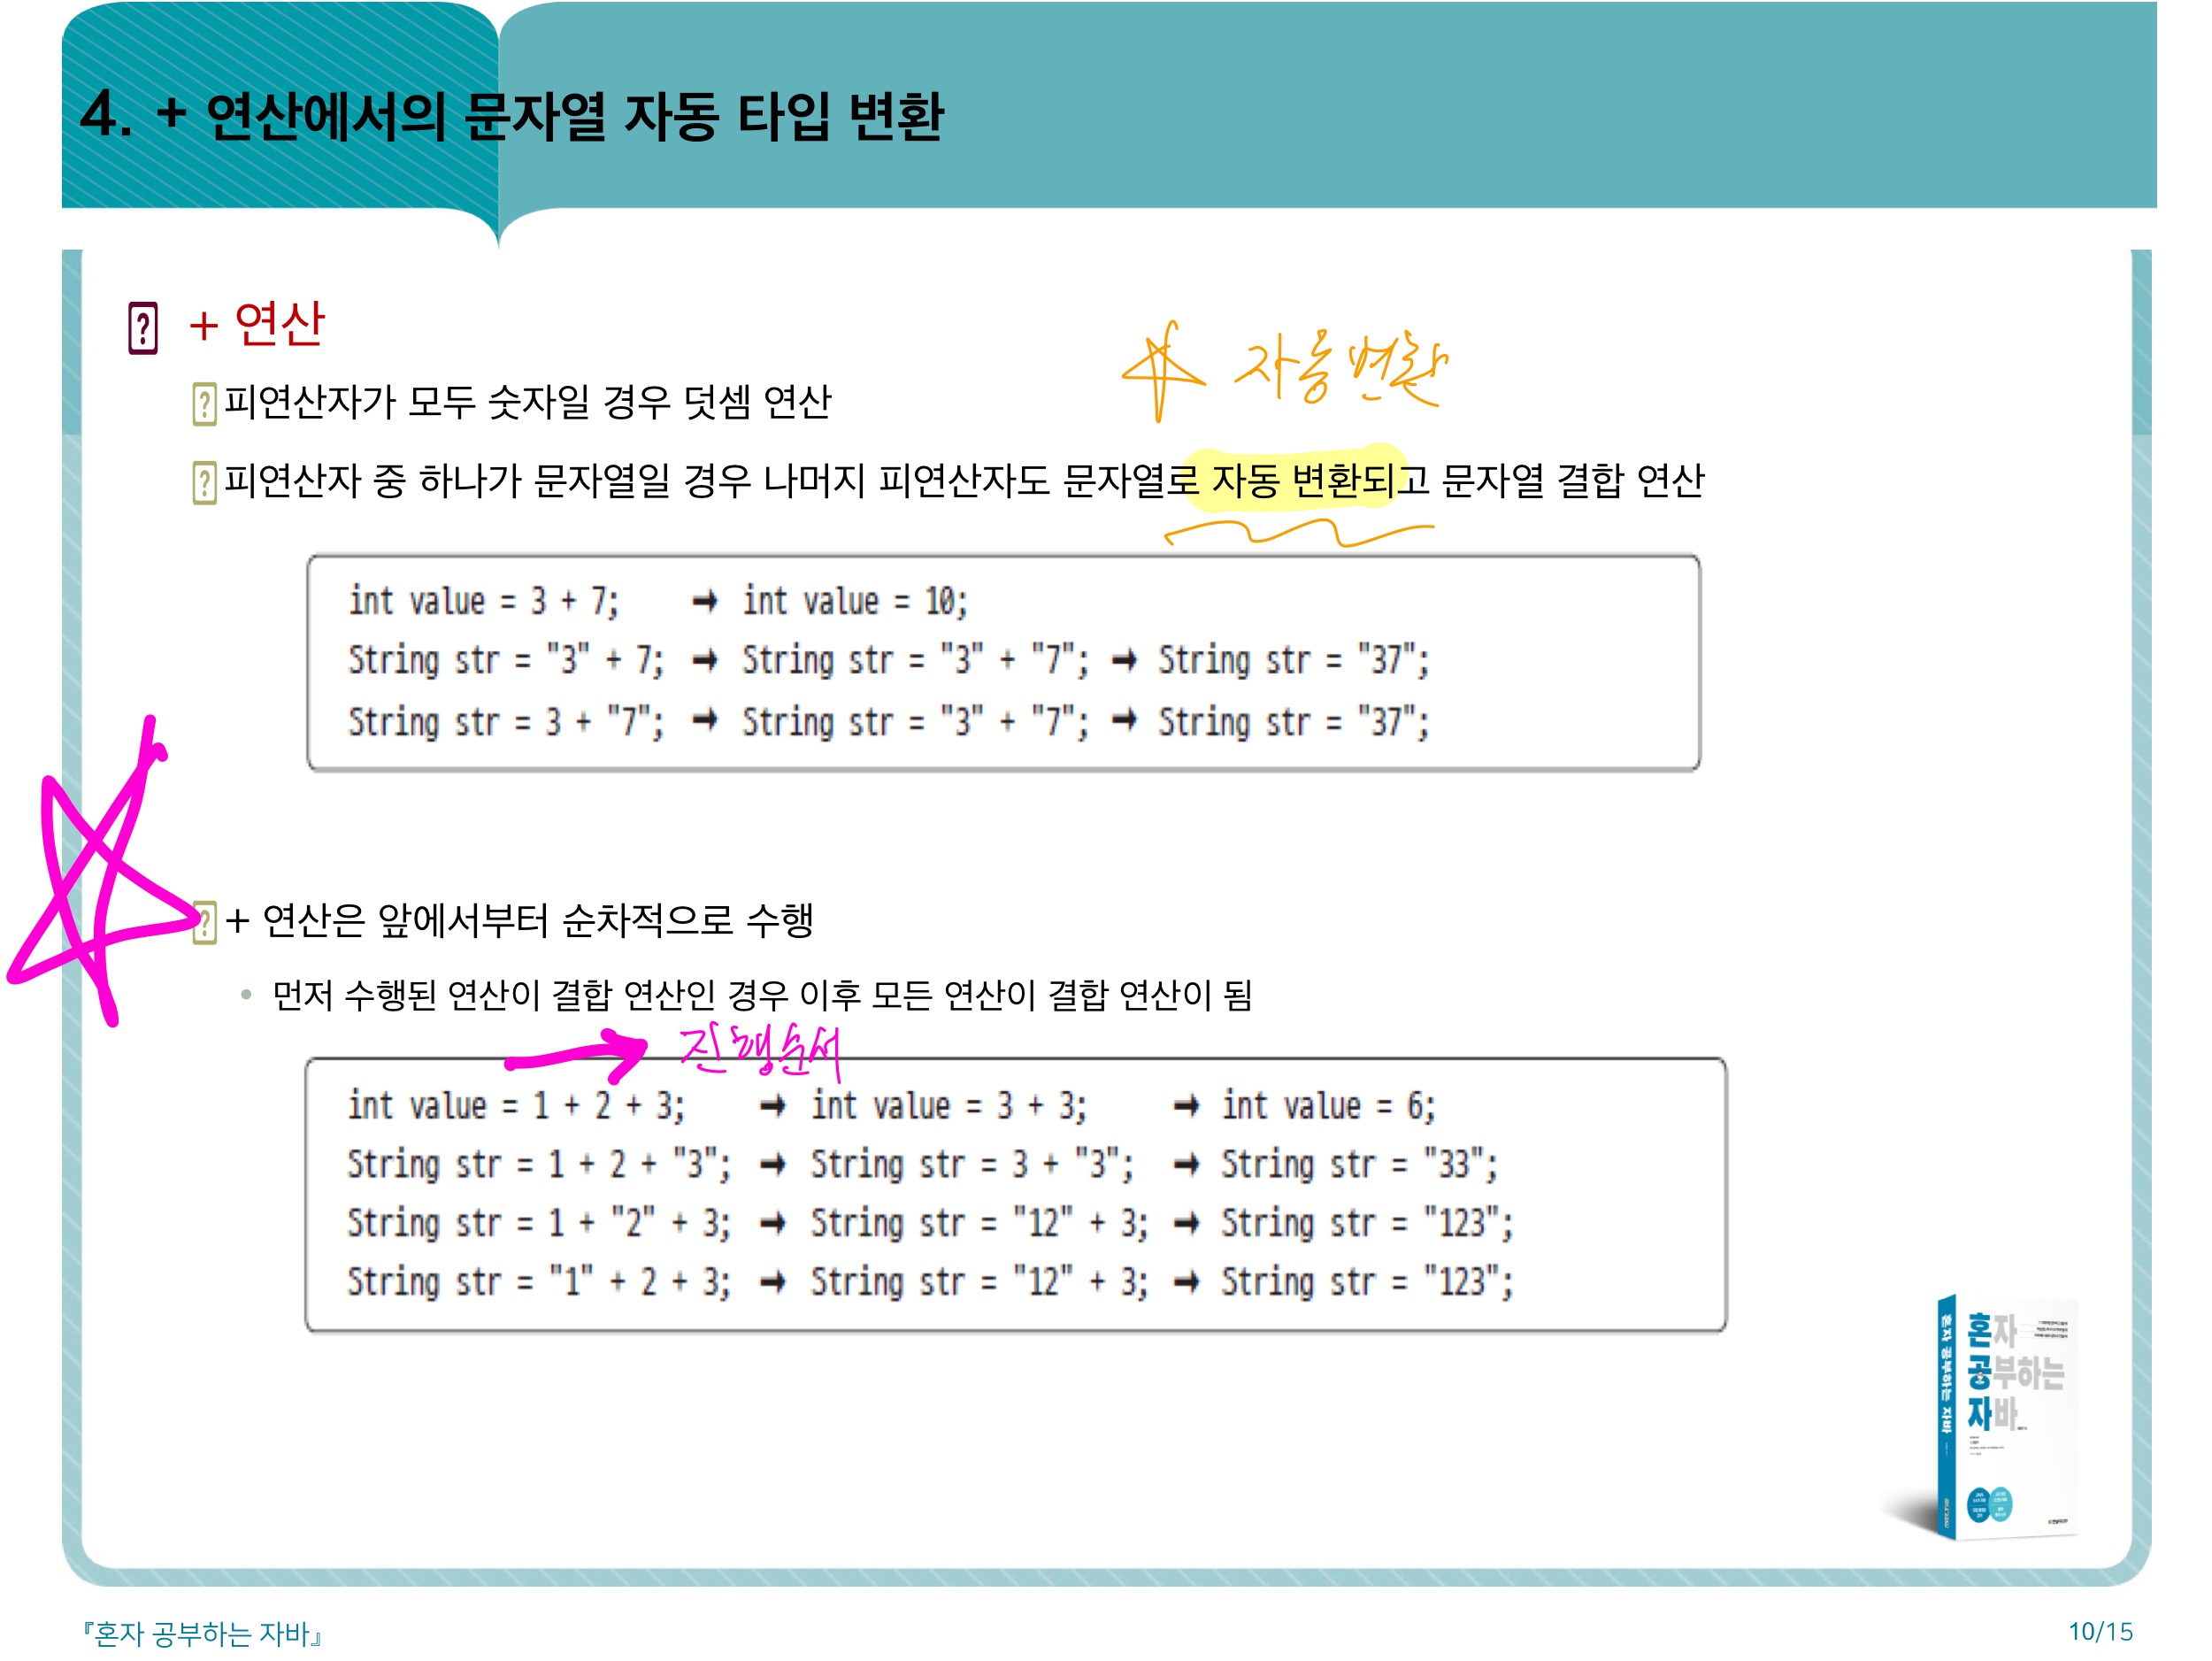 4. + 연산에서의 문자열 자동 타입 변환
+ 연산
자동변환
피연산자가 모두 숫자일 경우 덧셈 연산
피연산자 중 하나가 문자열일 경우 나머지 피연산자도 문자열로 자동 변환되고 문자열 결합 연산
int value = 3 + 7; → int value = 10;
String str = "3" + 7; → String str = "3" + "7"; → String str = "37";
String str = 3 + "7"; → String str = "3" + "7"; → String str = "37";
+ 연산은 앞에서부터 순차적으로 수행
• 먼저 수행된 연산이 결합 연산인 경우 이후 모든 연산이 결합 연산이 됨
진행순서
int value = 1 + 2 + 3; → int value = 3 + 3; → int value = 6;
String str = 1 + 2 + "3"; → String str = 3 + "3"; → String str = "33";
String str = 1 + "2" + 3; → String str = "12" + 3; → String str = "123";
String str = "1" + 2 + 3; → String str = "12" + 3; → String str = "123";
혼자 공부하는 자바
혼자
공부하는
자바
『혼자 공부하는 자바』
10/15